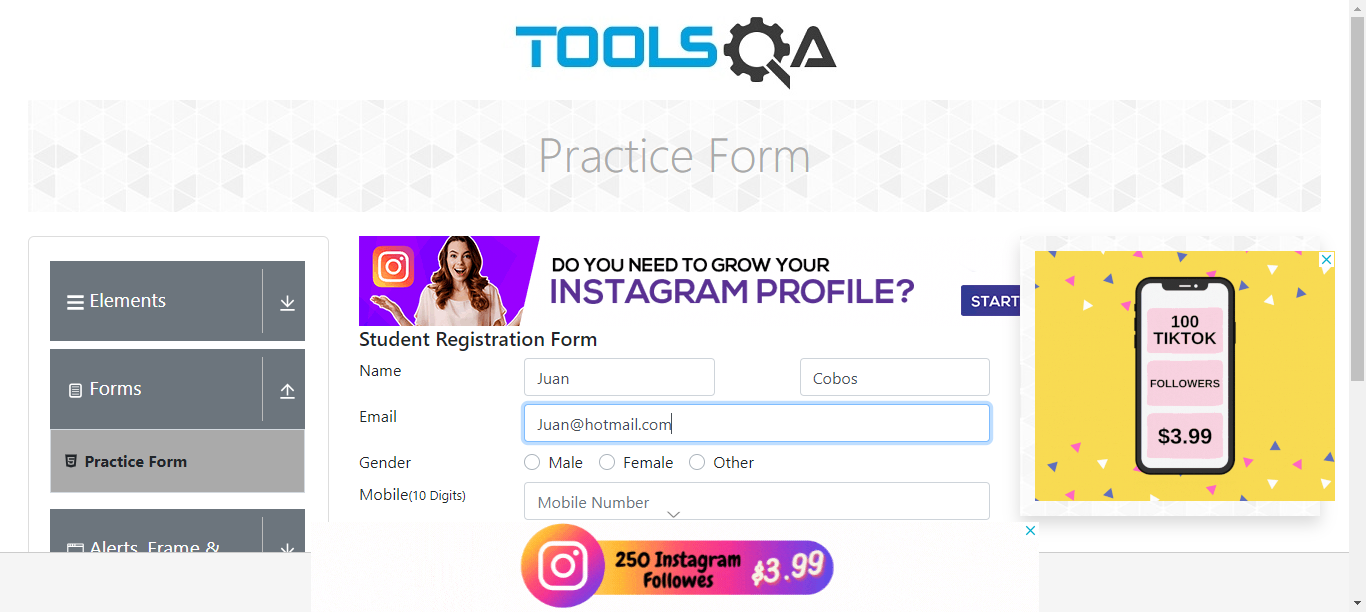 TOOLSQA
Practice Form
Elements
Forms
Practice Form
Alerts, Frame &
DO YOU NEED TO GROW YOUR
INSTAGRAM PROFILE?
START
Student Registration Form
Name
Juan
Cobos
Email
Juan@hotmail.com
Gender
Male Female Other
Mobile(10 Digits)
Mobile Number
100
TIKTOK
FOLLOWERS
$3.99
250 Instagram
Followes
$3.99